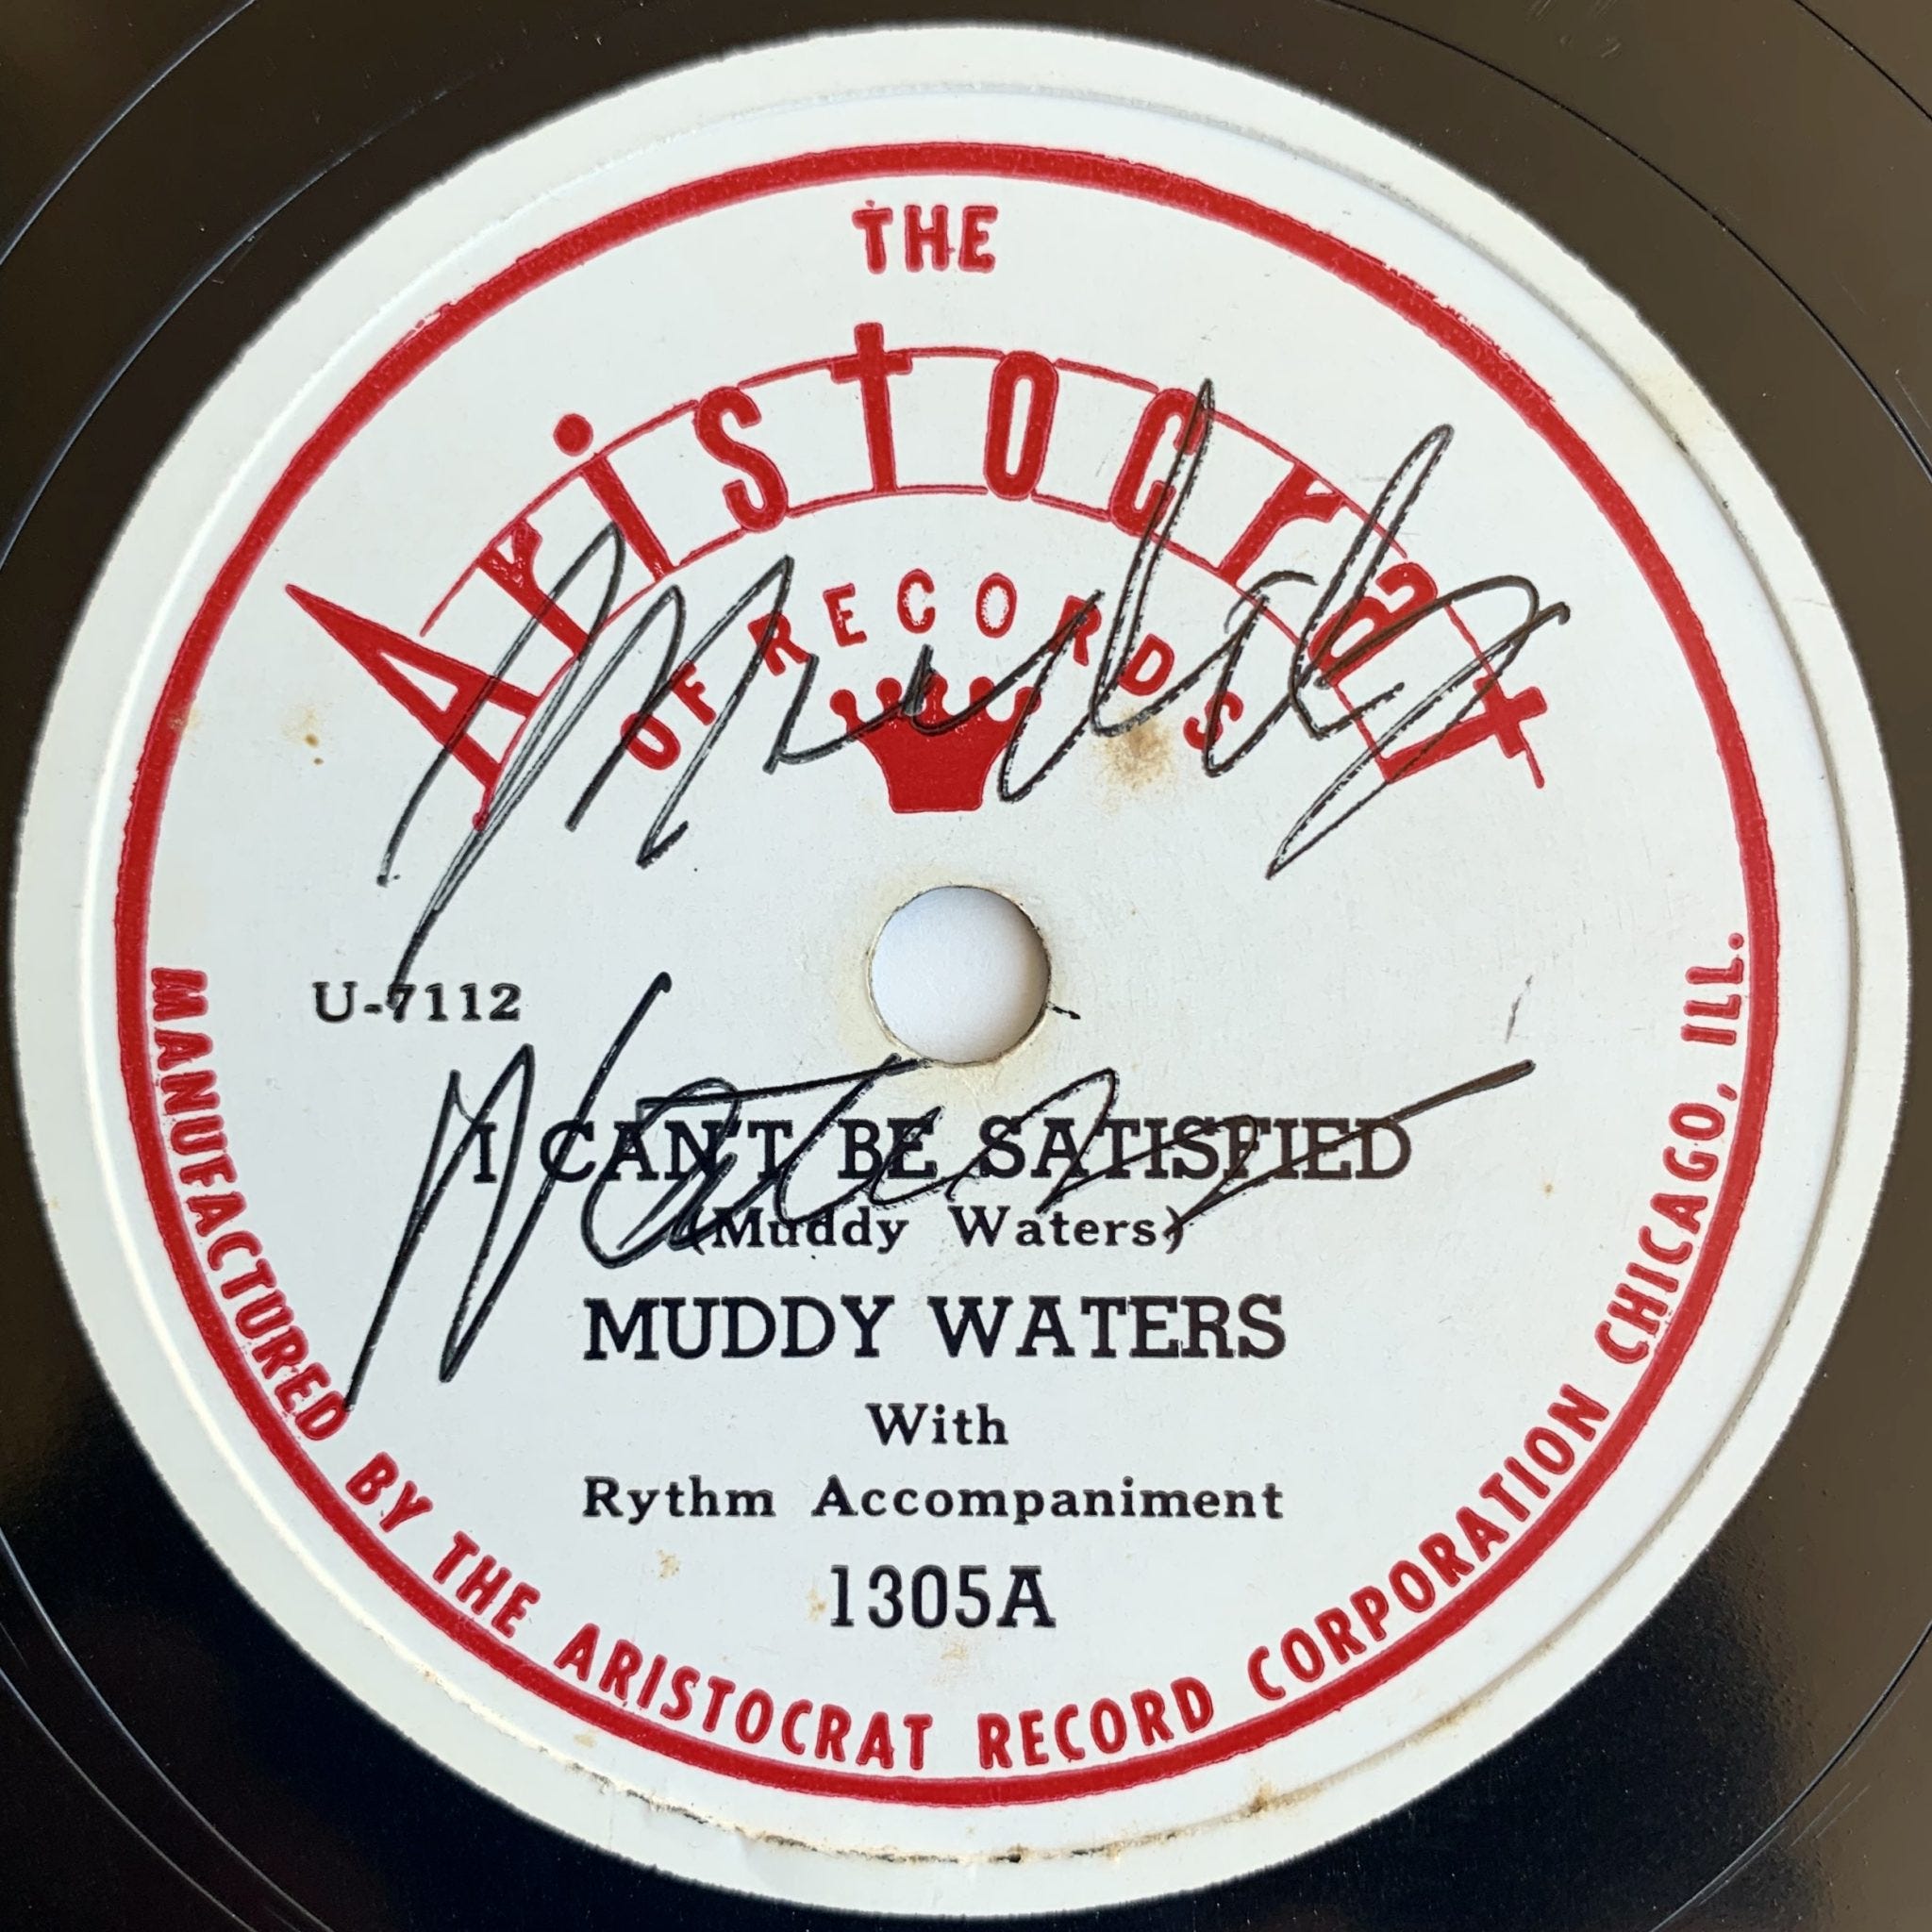 THE
Aristocrat
OF RECORDS
Muddy
U-7112
Waters
I CAN'T BE SATISFIED
(Muddy Waters)
MUDDY WATERS
With
Rythm Accompaniment
1305A
MANUFACTURED BY THE ARISTOCRAT RECORD CORPORATION CHICAGO, ILL.